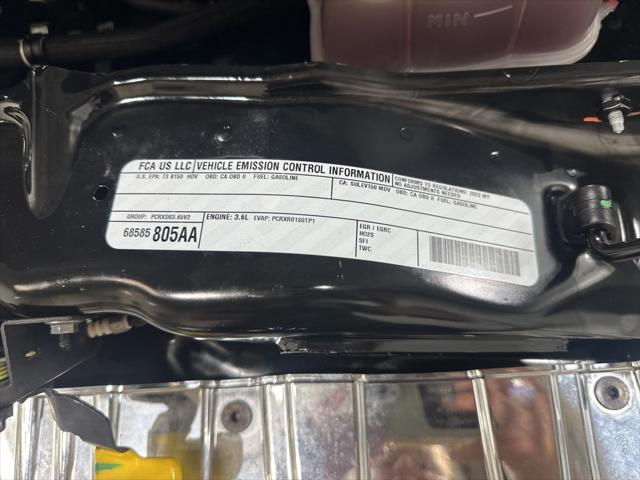 MIN
FCA US LLC VEHICLE EMISSION CONTROL INFORMATION CONFORMS TO REGULATIONS: 2023 MY
NO ADJUSTMENTS NEEDED
U.S. EPA: T3 B150 HDV OBD: CA OBD II FUEL: GASOLINE
CA: SULEV150 MDV OBD: CA OBD II FUEL: GASOLINE
GROUP: PCRXD03.65V2 ENGINE: 3.6L EVAP: PCRXR0180TP1
68585 805AA
EGR / EGRC
HO2S
SFI
TWC